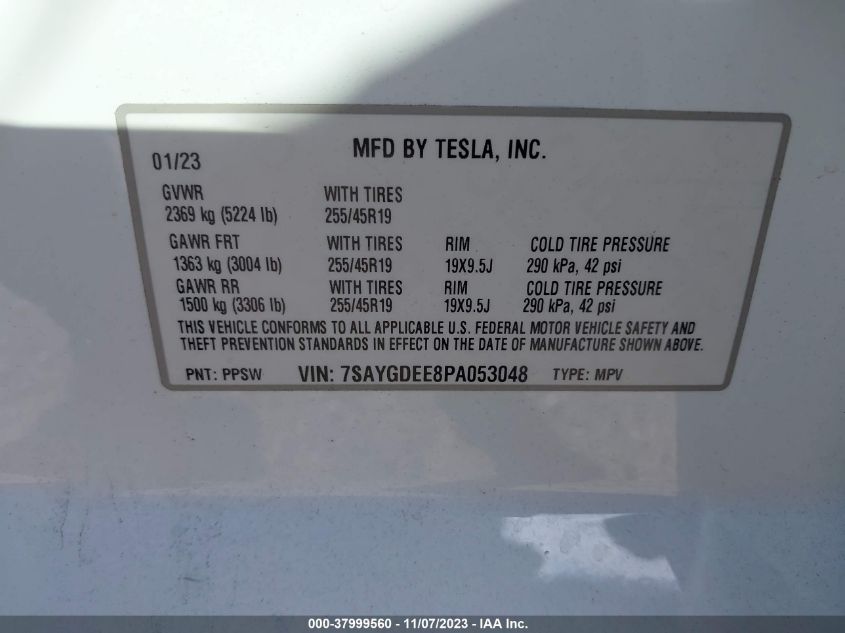 01/23 MFD BY TESLA, INC.
GVWR WITH TIRES
2369 kg (5224 lb) 255/45R19
GAWR FRT WITH TIRES RIM COLD TIRE PRESSURE
1363 kg (3004 lb) 255/45R19 19X9.5J 290 kPa, 42 psi
GAWR RR WITH TIRES RIM COLD TIRE PRESSURE
1500 kg (3306 lb) 255/45R19 19X9.5J 290 kPa, 42 psi
THIS VEHICLE CONFORMS TO ALL APPLICABLE U.S. FEDERAL MOTOR VEHICLE SAFETY AND
THEFT PREVENTION STANDARDS IN EFFECT ON THE DATE OF MANUFACTURE SHOWN ABOVE.
PNT: PPSW VIN: 7SAYGDEE8PA053048 TYPE: MPV
000-37999560 - 11/07/2023 - IAA Inc.